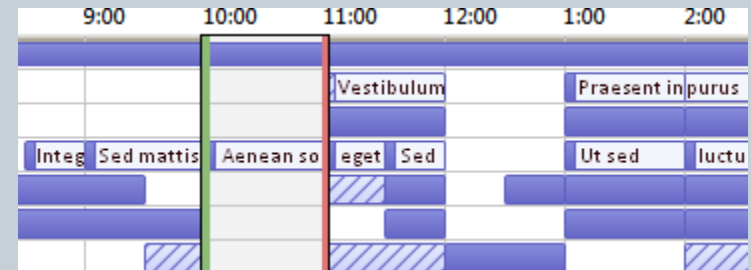 9:00 10:00 11:00 12:00 1:00 2:00
Vestibulum Praesent in purus
Integ Sed mattis Aenean so eget Sed Ut sed luctu